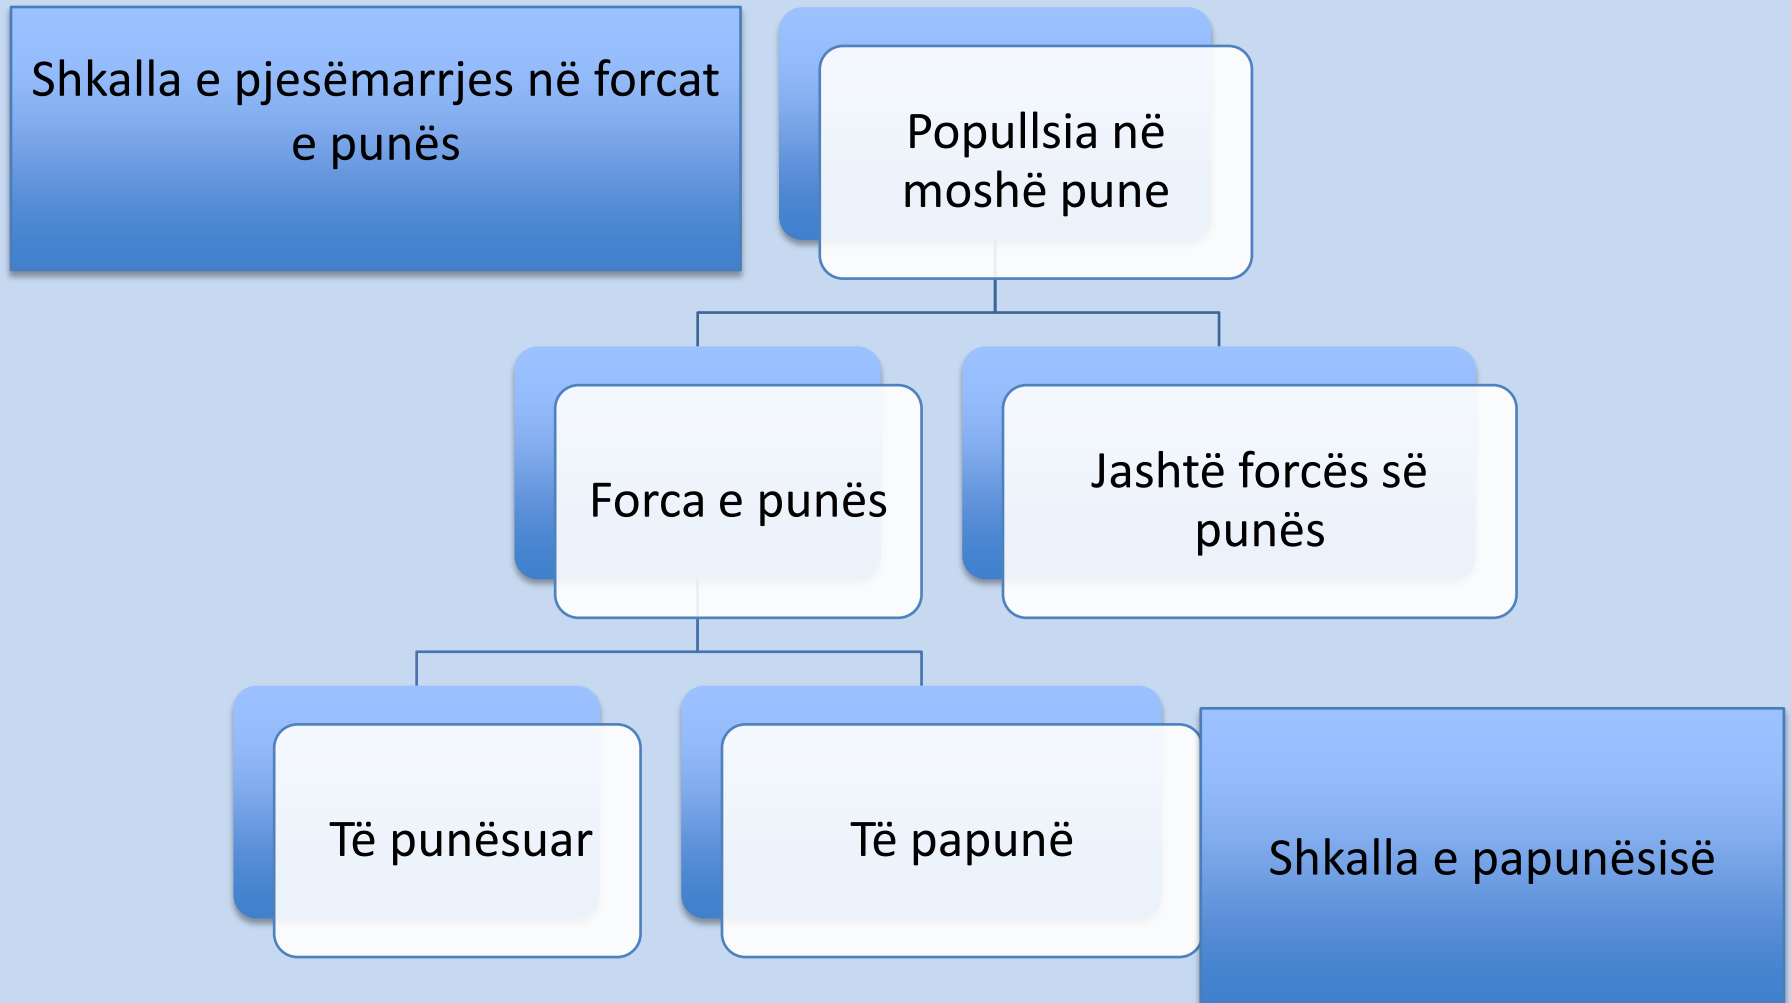 Shkalla e pjesëmarrjes në forcat
e punës
Popullsia në
moshë pune
Forca e punës
Jashtë forcës së
punës
Të punësuar
Të papunë
Shkalla e papunësisë